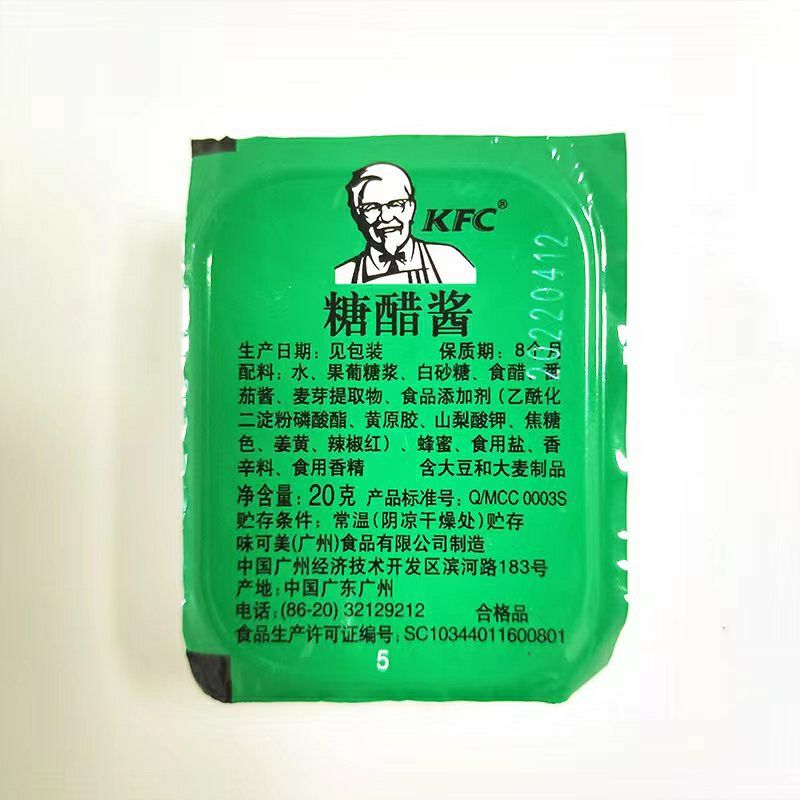 KFC®
糖醋酱
20220412
生产日期：见包装 保质期：8个月
配料：水、果葡糖浆、白砂糖、食醋、番
茄酱、麦芽提取物、食品添加剂（乙酰化
二淀粉磷酸酯、黄原胶、山梨酸钾、焦糖
色、姜黄、辣椒红）、蜂蜜、食用盐、香
辛料、食用香精 含大豆和大麦制品
净含量：20克 产品标准号：Q/MCC 0003S
贮存条件：常温（阴凉干燥处）贮存
味可美（广州）食品有限公司制造
中国广州经济技术开发区滨河路183号
产地：中国广东广州
电话：(86-20) 32129212 合格品
食品生产许可证编号：SC10344011600801
5